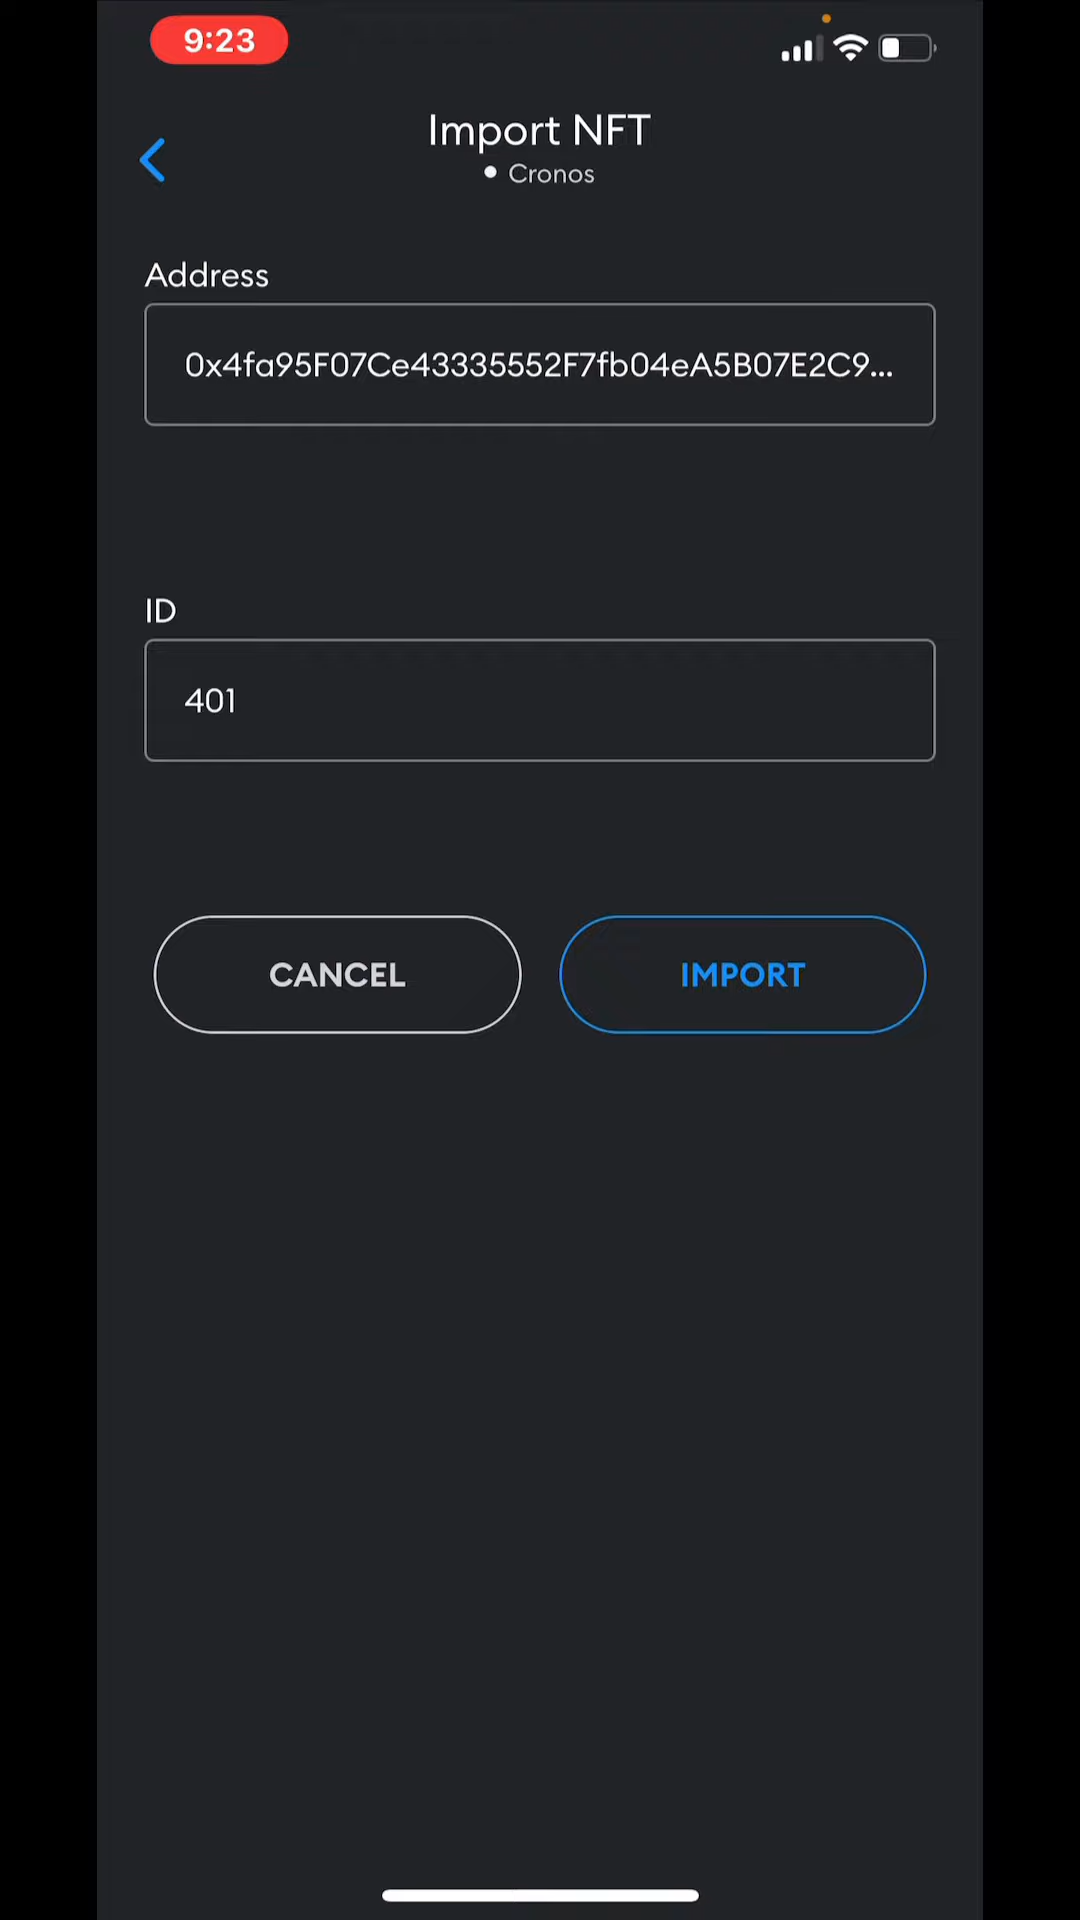 9:23
Import NFT
Cronos
Address
0x4fa95F07Ce43335552F7fb04eA5B07E2C9...
ID
401
CANCEL
IMPORT